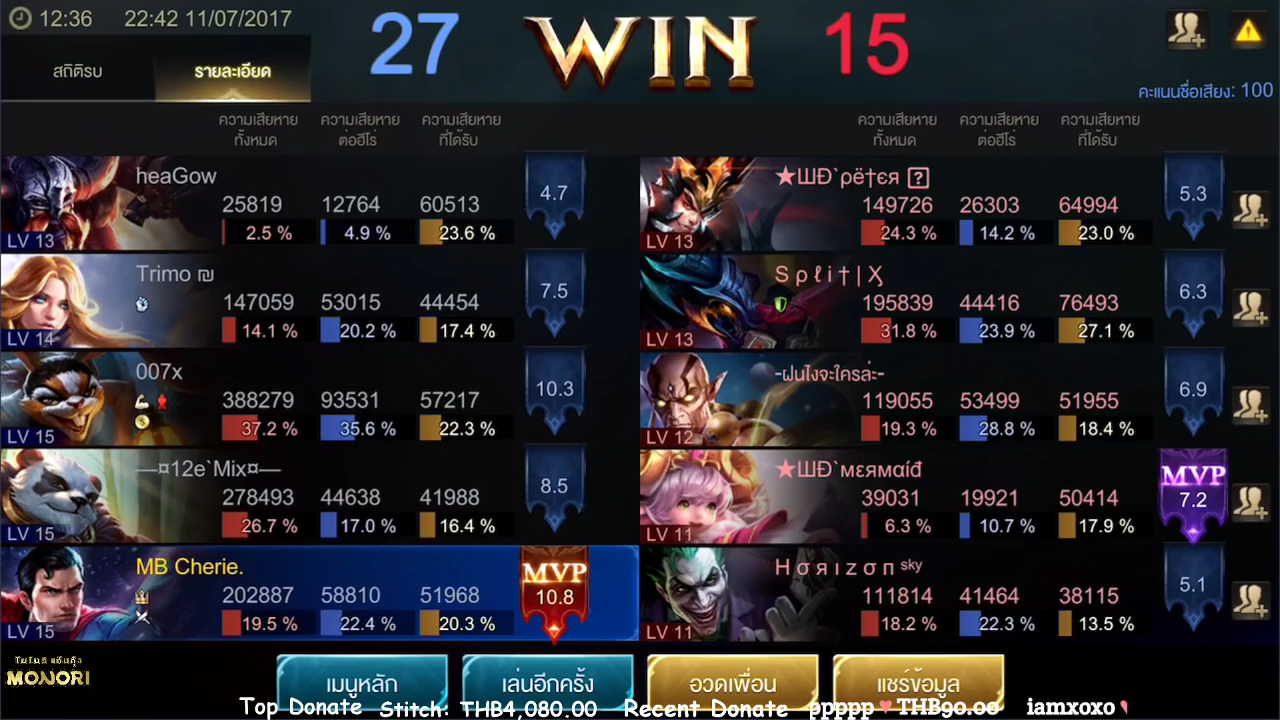 12:36 22:42 11/07/2017
27 WIN 15
สถิติรบ รายละเอียด
คะแนนชื่อเสียง: 100
ความเสียหายทั้งหมด ความเสียหายต่อฮีโร่ ความเสียหายที่ได้รับ
ความเสียหายทั้งหมด ความเสียหายต่อฮีโร่ ความเสียหายที่ได้รับ
heaGow
25819 12764 60513 4.7
LV 13 2.5 % 4.9 % 23.6 %
★ШĐ`ρё†єя ?
149726 26303 64994 5.3
LV 13 24.3 % 14.2 % 23.0 %
Trimo ₪
147059 53015 44454 7.5
LV 14 14.1 % 20.2 % 17.4 %
S ρ ℓ i † | Ҳ
195839 44416 76493 6.3
LV 13 31.8 % 23.9 % 27.1 %
007x
388279 93531 57217 10.3
LV 15 37.2 % 35.6 % 22.3 %
-ฝนไงจะใครล่ะ-
119055 53499 51955 6.9
LV 12 19.3 % 28.8 % 18.4 %
—¤12e`Mix¤—
278493 44638 41988 8.5
LV 15 26.7 % 17.0 % 16.4 %
★ШĐ`мεямαíđ
39031 19921 50414 MVP 7.2
LV 11 6.3 % 10.7 % 17.9 %
MB Cherie.
202887 58810 51968 MVP 10.8
LV 15 19.5 % 22.4 % 20.3 %
H σ я ι z σ п sky
111814 41464 38115 5.1
LV 11 18.2 % 22.3 % 13.5 %
MONORI
เมนูหลัก เล่นอีกครั้ง อวดเพื่อน แชร์ข้อมูล
Top Donate Stitch: THB4,080.00 Recent Donate ppppp ♥ THB90.00 iamxoxo